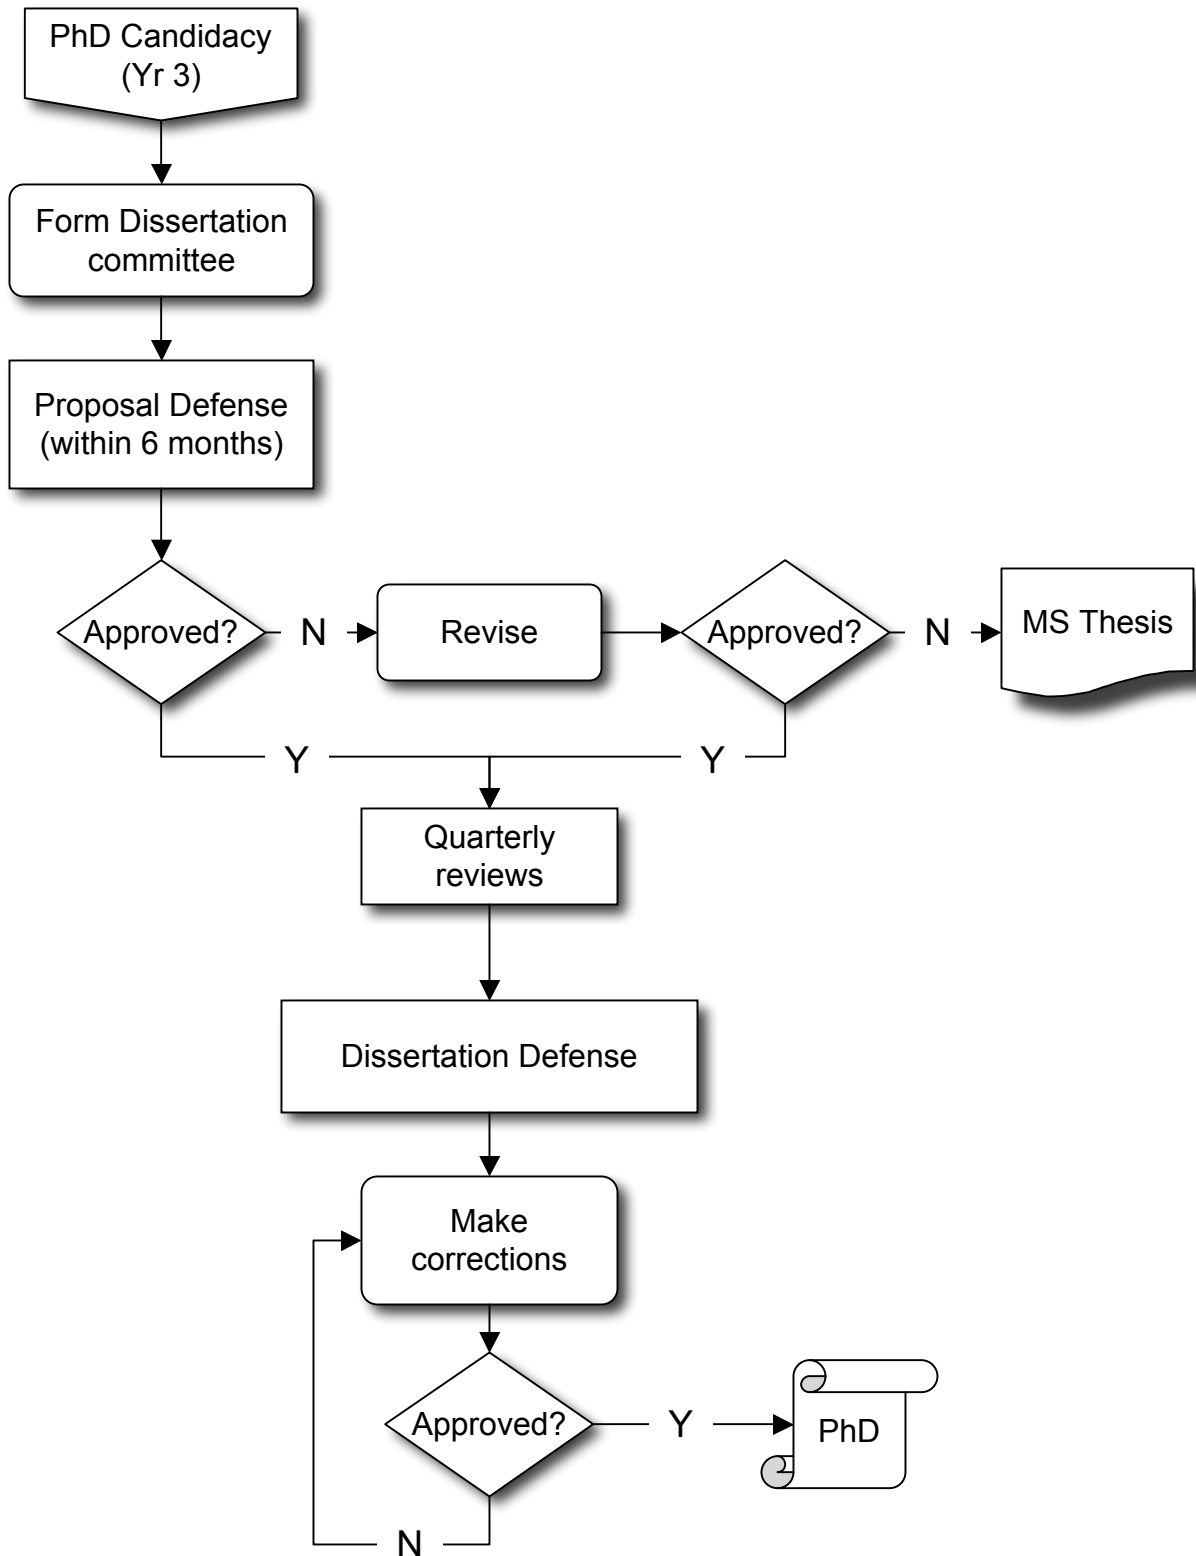 PhD Candidacy
(Yr 3)
Form Dissertation
committee
Proposal Defense
(within 6 months)
Approved?
N
Revise
Approved?
N
MS Thesis
Y
Y
Quarterly
reviews
Dissertation Defense
Make
corrections
Approved?
Y
PhD
N